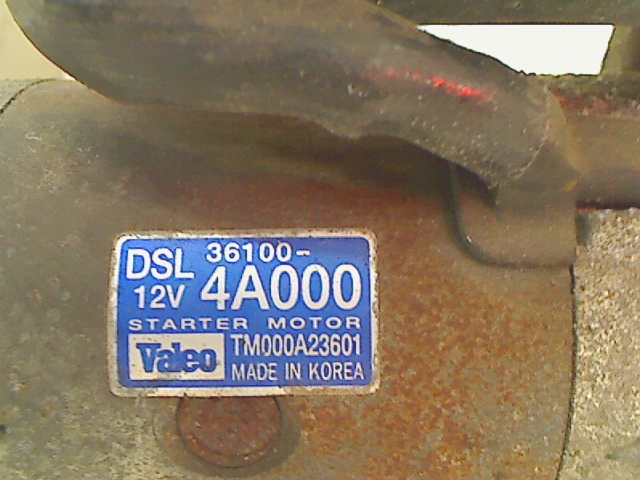 DSL 36100-
12V 4A000
STARTER MOTOR
Valeo TM000A23601
MADE IN KOREA